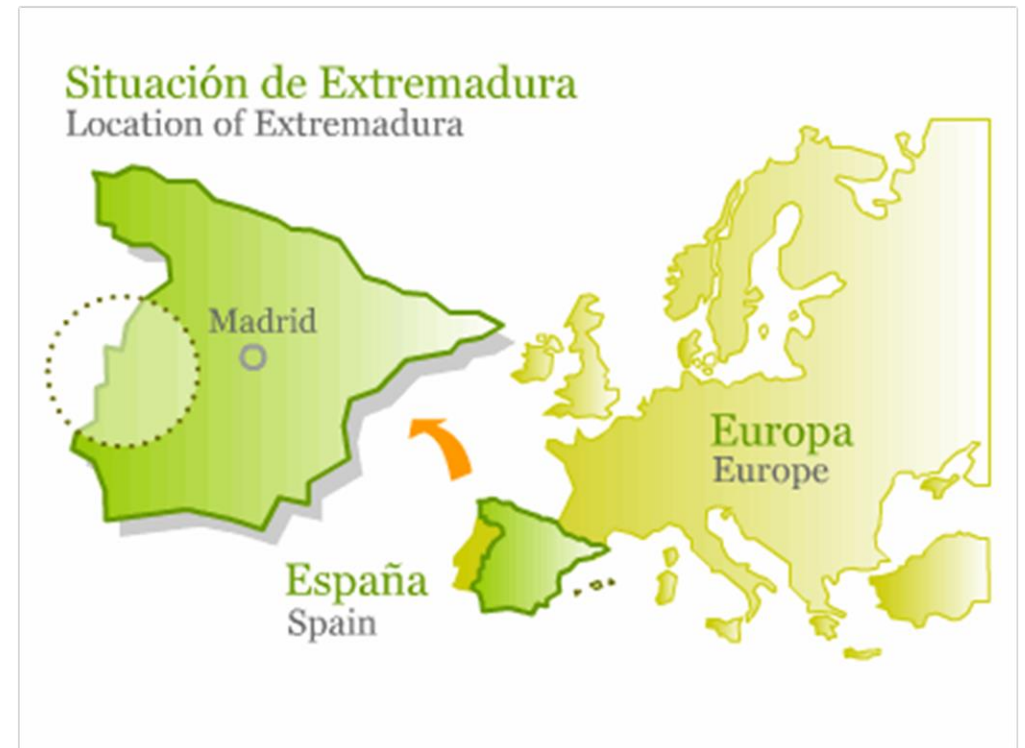 Situación de Extremadura
Location of Extremadura
Madrid
Europa
Europe
España
Spain